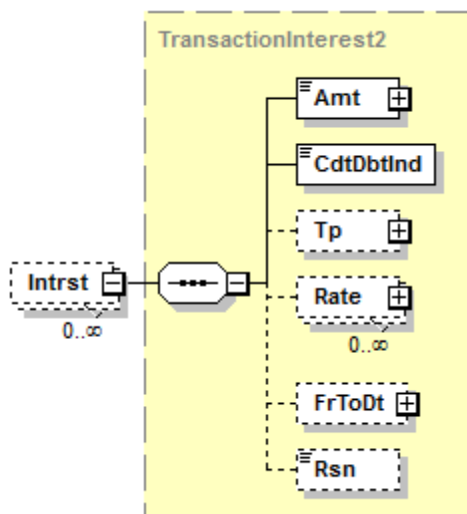 TransactionInterest2
Amt
CdtDbtInd
Tp
Intrst
0..∞
Rate
0..∞
FrToDt
Rsn